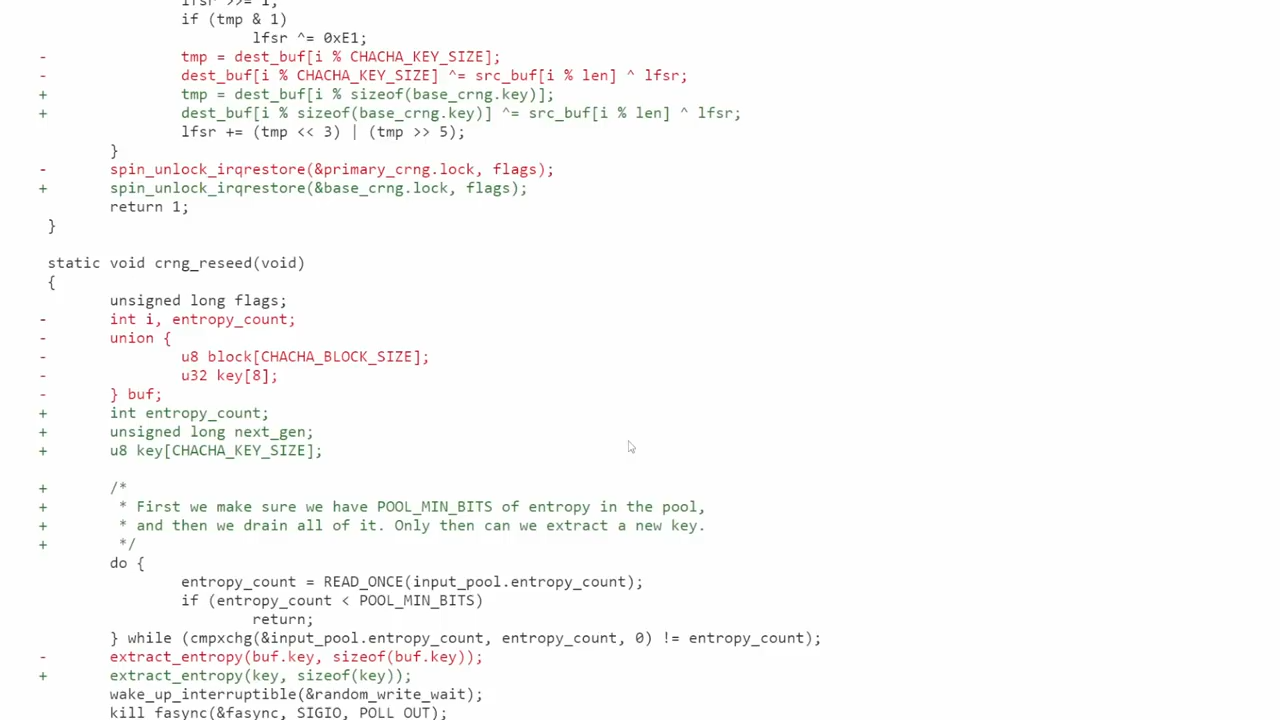 lfsr >>= 1;
if (tmp & 1)
lfsr ^= 0xE1;
- tmp = dest_buf[i % CHACHA_KEY_SIZE];
- dest_buf[i % CHACHA_KEY_SIZE] ^= src_buf[i % len] ^ lfsr;
+ tmp = dest_buf[i % sizeof(base_crng.key)];
+ dest_buf[i % sizeof(base_crng.key)] ^= src_buf[i % len] ^ lfsr;
lfsr += (tmp << 3) | (tmp >> 5);
}
- spin_unlock_irqrestore(&primary_crng.lock, flags);
+ spin_unlock_irqrestore(&base_crng.lock, flags);
return 1;
}
static void crng_reseed(void)
{
unsigned long flags;
- int i, entropy_count;
- union {
- u8 block[CHACHA_BLOCK_SIZE];
- u32 key[8];
- } buf;
+ int entropy_count;
+ unsigned long next_gen;
+ u8 key[CHACHA_KEY_SIZE];
+ /*
+ * First we make sure we have POOL_MIN_BITS of entropy in the pool,
+ * and then we drain all of it. Only then can we extract a new key.
+ */
do {
entropy_count = READ_ONCE(input_pool.entropy_count);
if (entropy_count < POOL_MIN_BITS)
return;
} while (cmpxchg(&input_pool.entropy_count, entropy_count, 0) != entropy_count);
- extract_entropy(buf.key, sizeof(buf.key));
+ extract_entropy(key, sizeof(key));
wake_up_interruptible(&random_write_wait);
kill_fasync(&fasync, SIGIO, POLL_OUT);